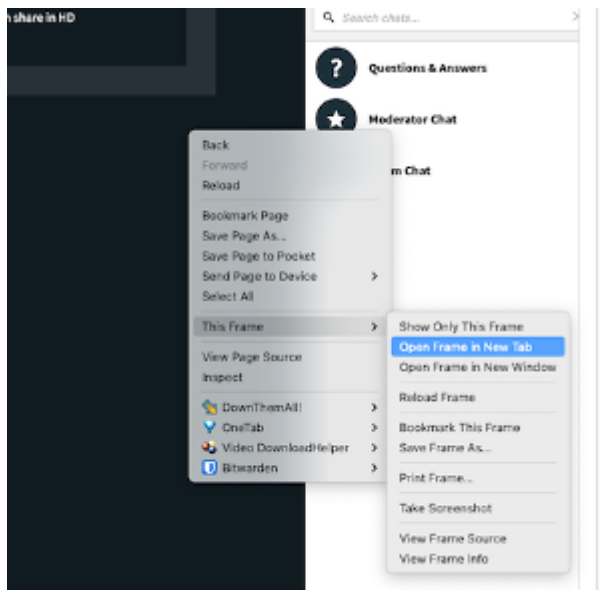 share in HD
Search chats...
Questions & Answers
Moderator Chat
m Chat
Back
Forward
Reload
Bookmark Page
Save Page As...
Save Page to Pocket
Send Page to Device
Select All
This Frame
View Page Source
Inspect
DownThemAll!
OneTab
Video DownloadHelper
Bitwarden
Show Only This Frame
Open Frame in New Tab
Open Frame in New Window
Reload Frame
Bookmark This Frame
Save Frame As...
Print Frame...
Take Screenshot
View Frame Source
View Frame Info